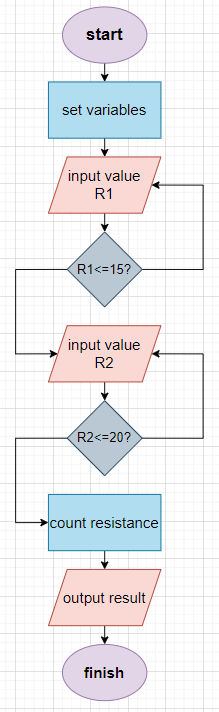 start
set variables
input value
R1
R1<=15?
input value
R2
R2<=20?
count resistance
output result
finish